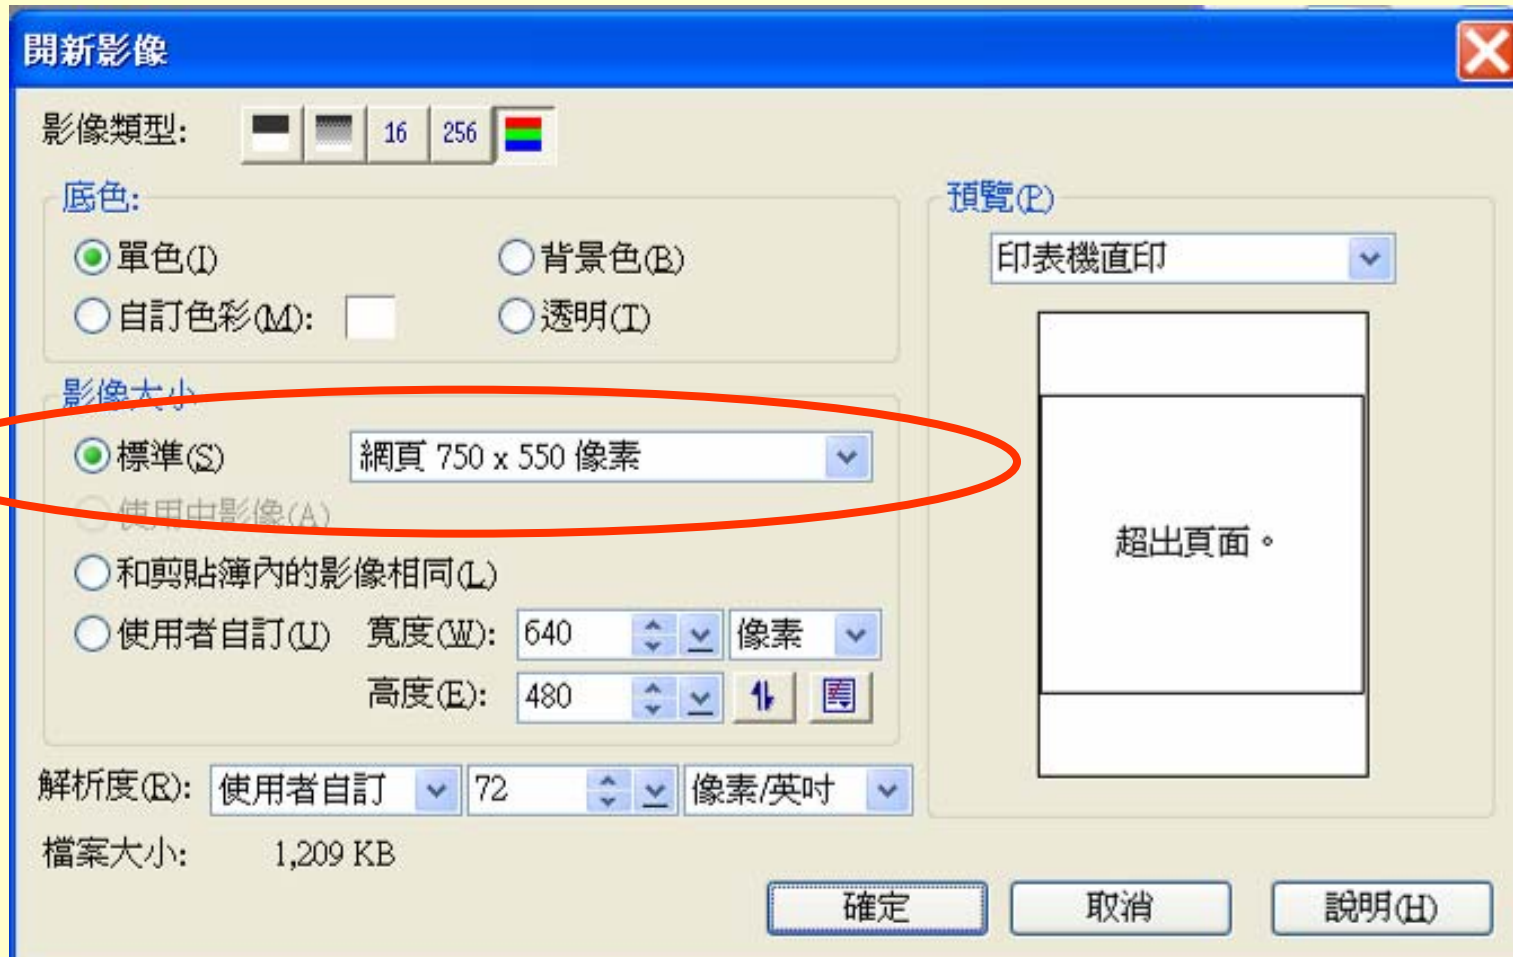 開新影像
影像類型: 16 256
底色:
單色(I) 背景色(B)
自訂色彩(M): 透明(T)
影像大小
標準(S) 網頁 750 x 550 像素
使用中影像(A)
和剪貼簿內的影像相同(L)
使用者自訂(U) 寬度(W): 640 像素
高度(E): 480
解析度(R): 使用者自訂 72 像素/英吋
檔案大小: 1,209 KB
預覽(P)
印表機直印
超出頁面。
確定 取消 說明(H)